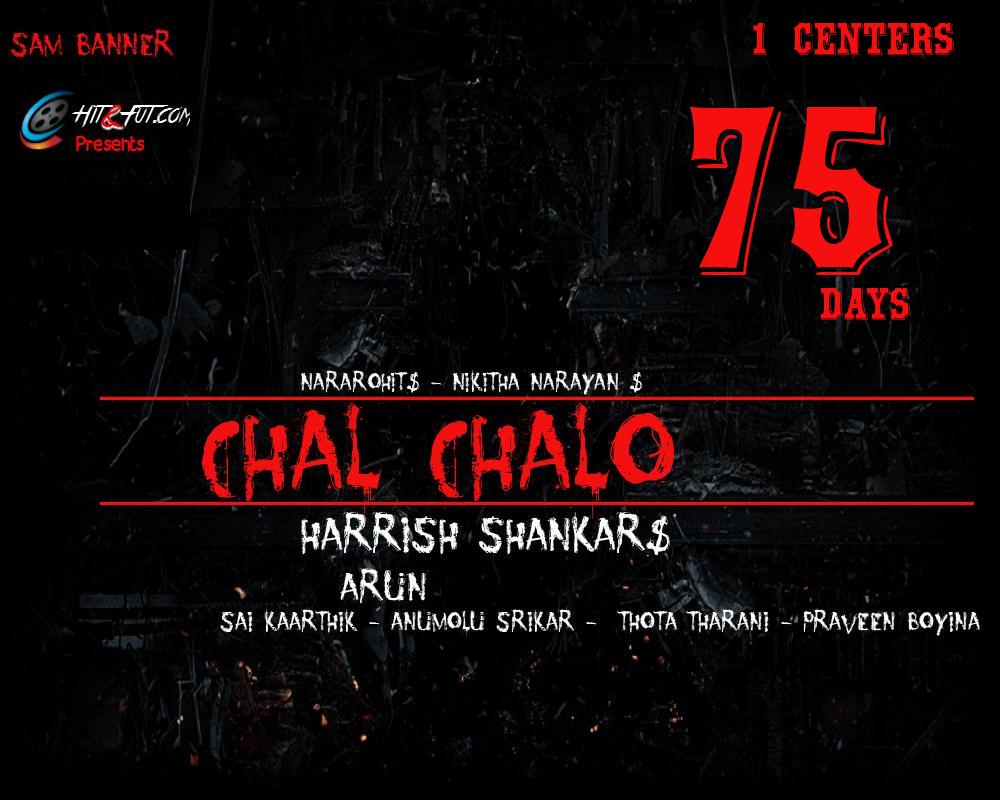 SAM BANNER
1 CENTERS
HIT&FUT.COM
Presents
75
DAYS
NARAROHIT$ - NIKITHA NARAYAN $
CHAL CHALO
HARRISH SHANKAR$
ARUN
SAI KAARTHIK - ANUMOLU SRIKAR - THOTA THARANI - PRAVEEN BOYINA